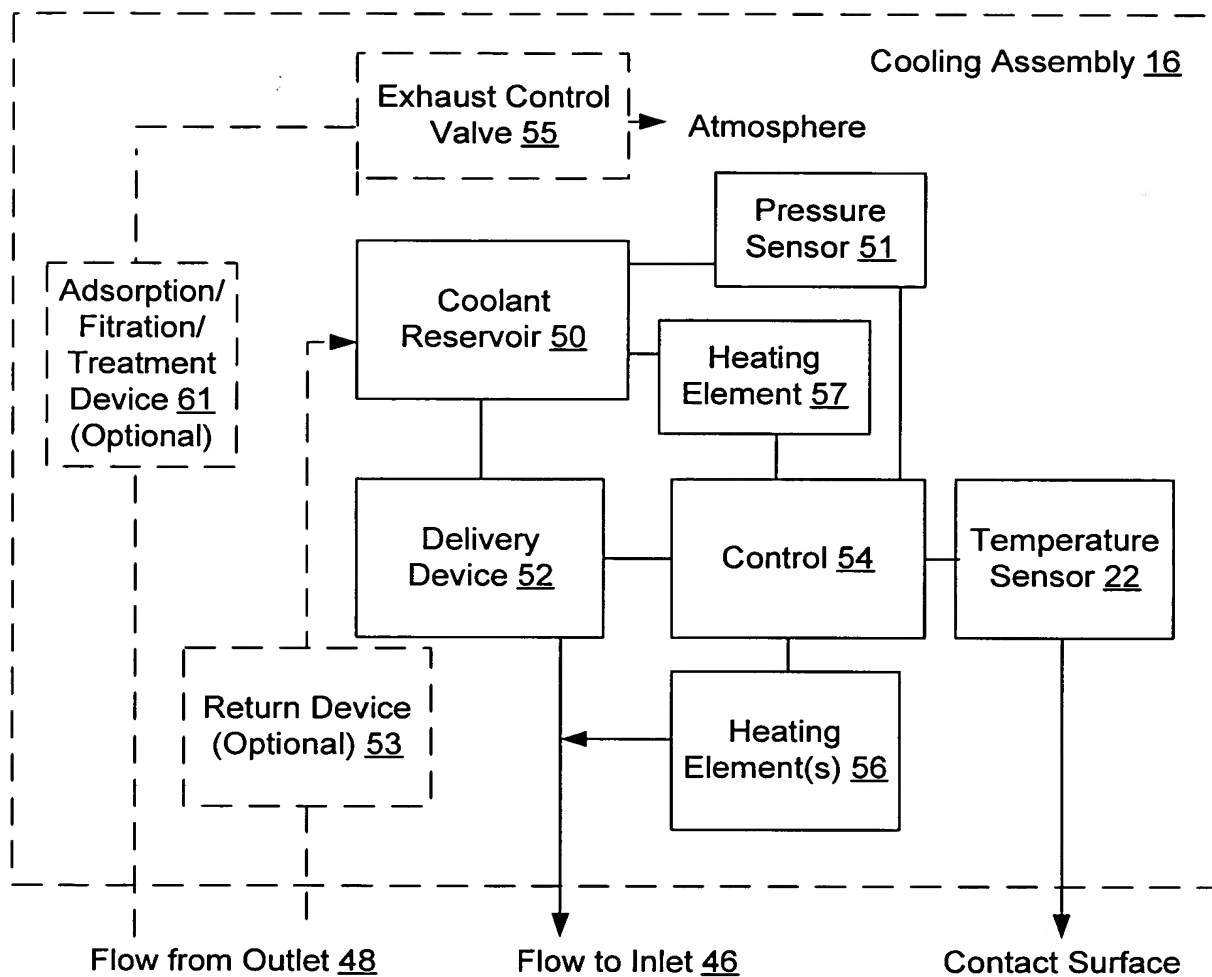 Cooling Assembly 16
Exhaust Control
Valve 55
Atmosphere
Pressure
Sensor 51
Adsorption/
Fitration/
Treatment
Device 61
(Optional)
Coolant
Reservoir 50
Heating
Element 57
Delivery
Device 52
Control 54
Temperature
Sensor 22
Return Device
(Optional) 53
Heating
Element(s) 56
Flow from Outlet 48
Flow to Inlet 46
Contact Surface